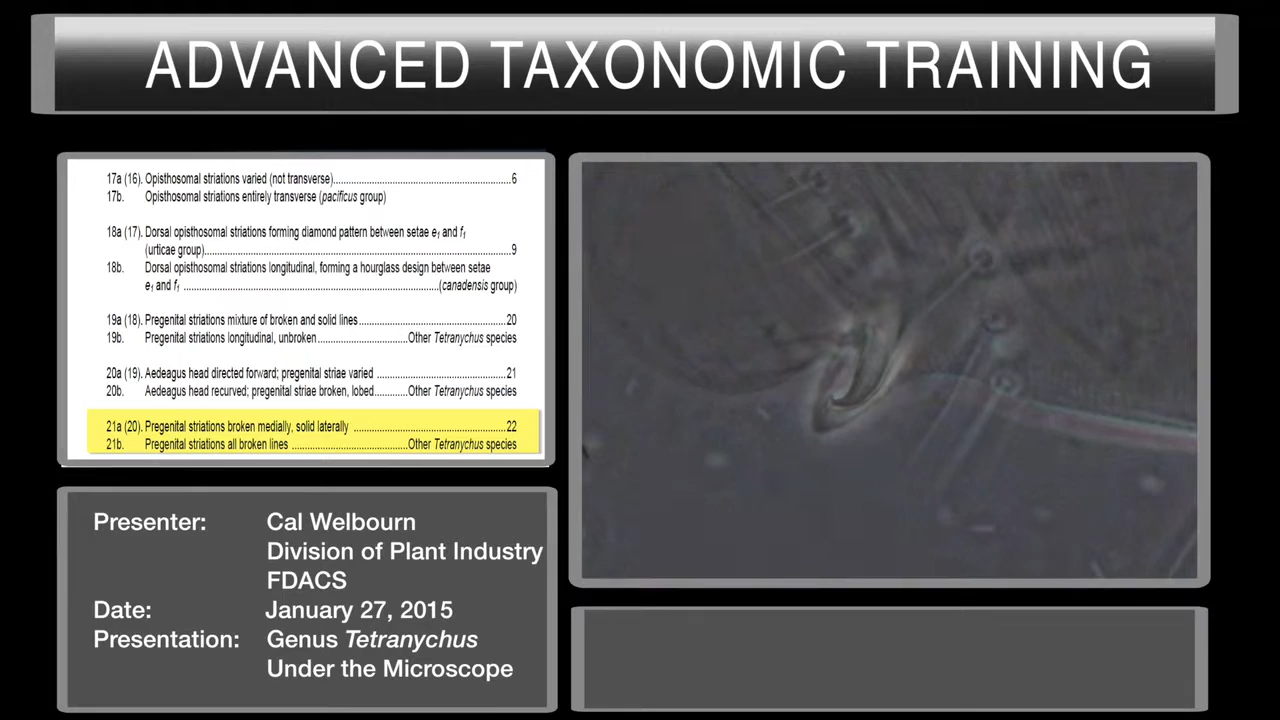 ADVANCED TAXONOMIC TRAINING
17a (16). Opisthosomal striations varied (not transverse)..............................................................6
17b. Opisthosomal striations entirely transverse (pacificus group)
18a (17). Dorsal opisthosomal striations forming diamond pattern between setae e1 and f1
(urticae group)..............................................................9
18b. Dorsal opisthosomal striations longitudinal, forming a hourglass design between setae
e1 and f1 ..............................................................(canadensis group)
19a (18). Pregenital striations mixture of broken and solid lines..............................................................20
19b. Pregenital striations longitudinal, unbroken................................Other Tetranychus species
20a (19). Aedeagus head directed forward; pregenital striae varied ................................................21
20b. Aedeagus head recurved; pregenital striae broken, lobed............Other Tetranychus species
21a (20). Pregenital striations broken medially, solid laterally ......................................................22
21b. Pregenital striations all broken lines ........................................Other Tetranychus species
Presenter: Cal Welbourn
Division of Plant Industry
FDACS
Date: January 27, 2015
Presentation: Genus Tetranychus
Under the Microscope